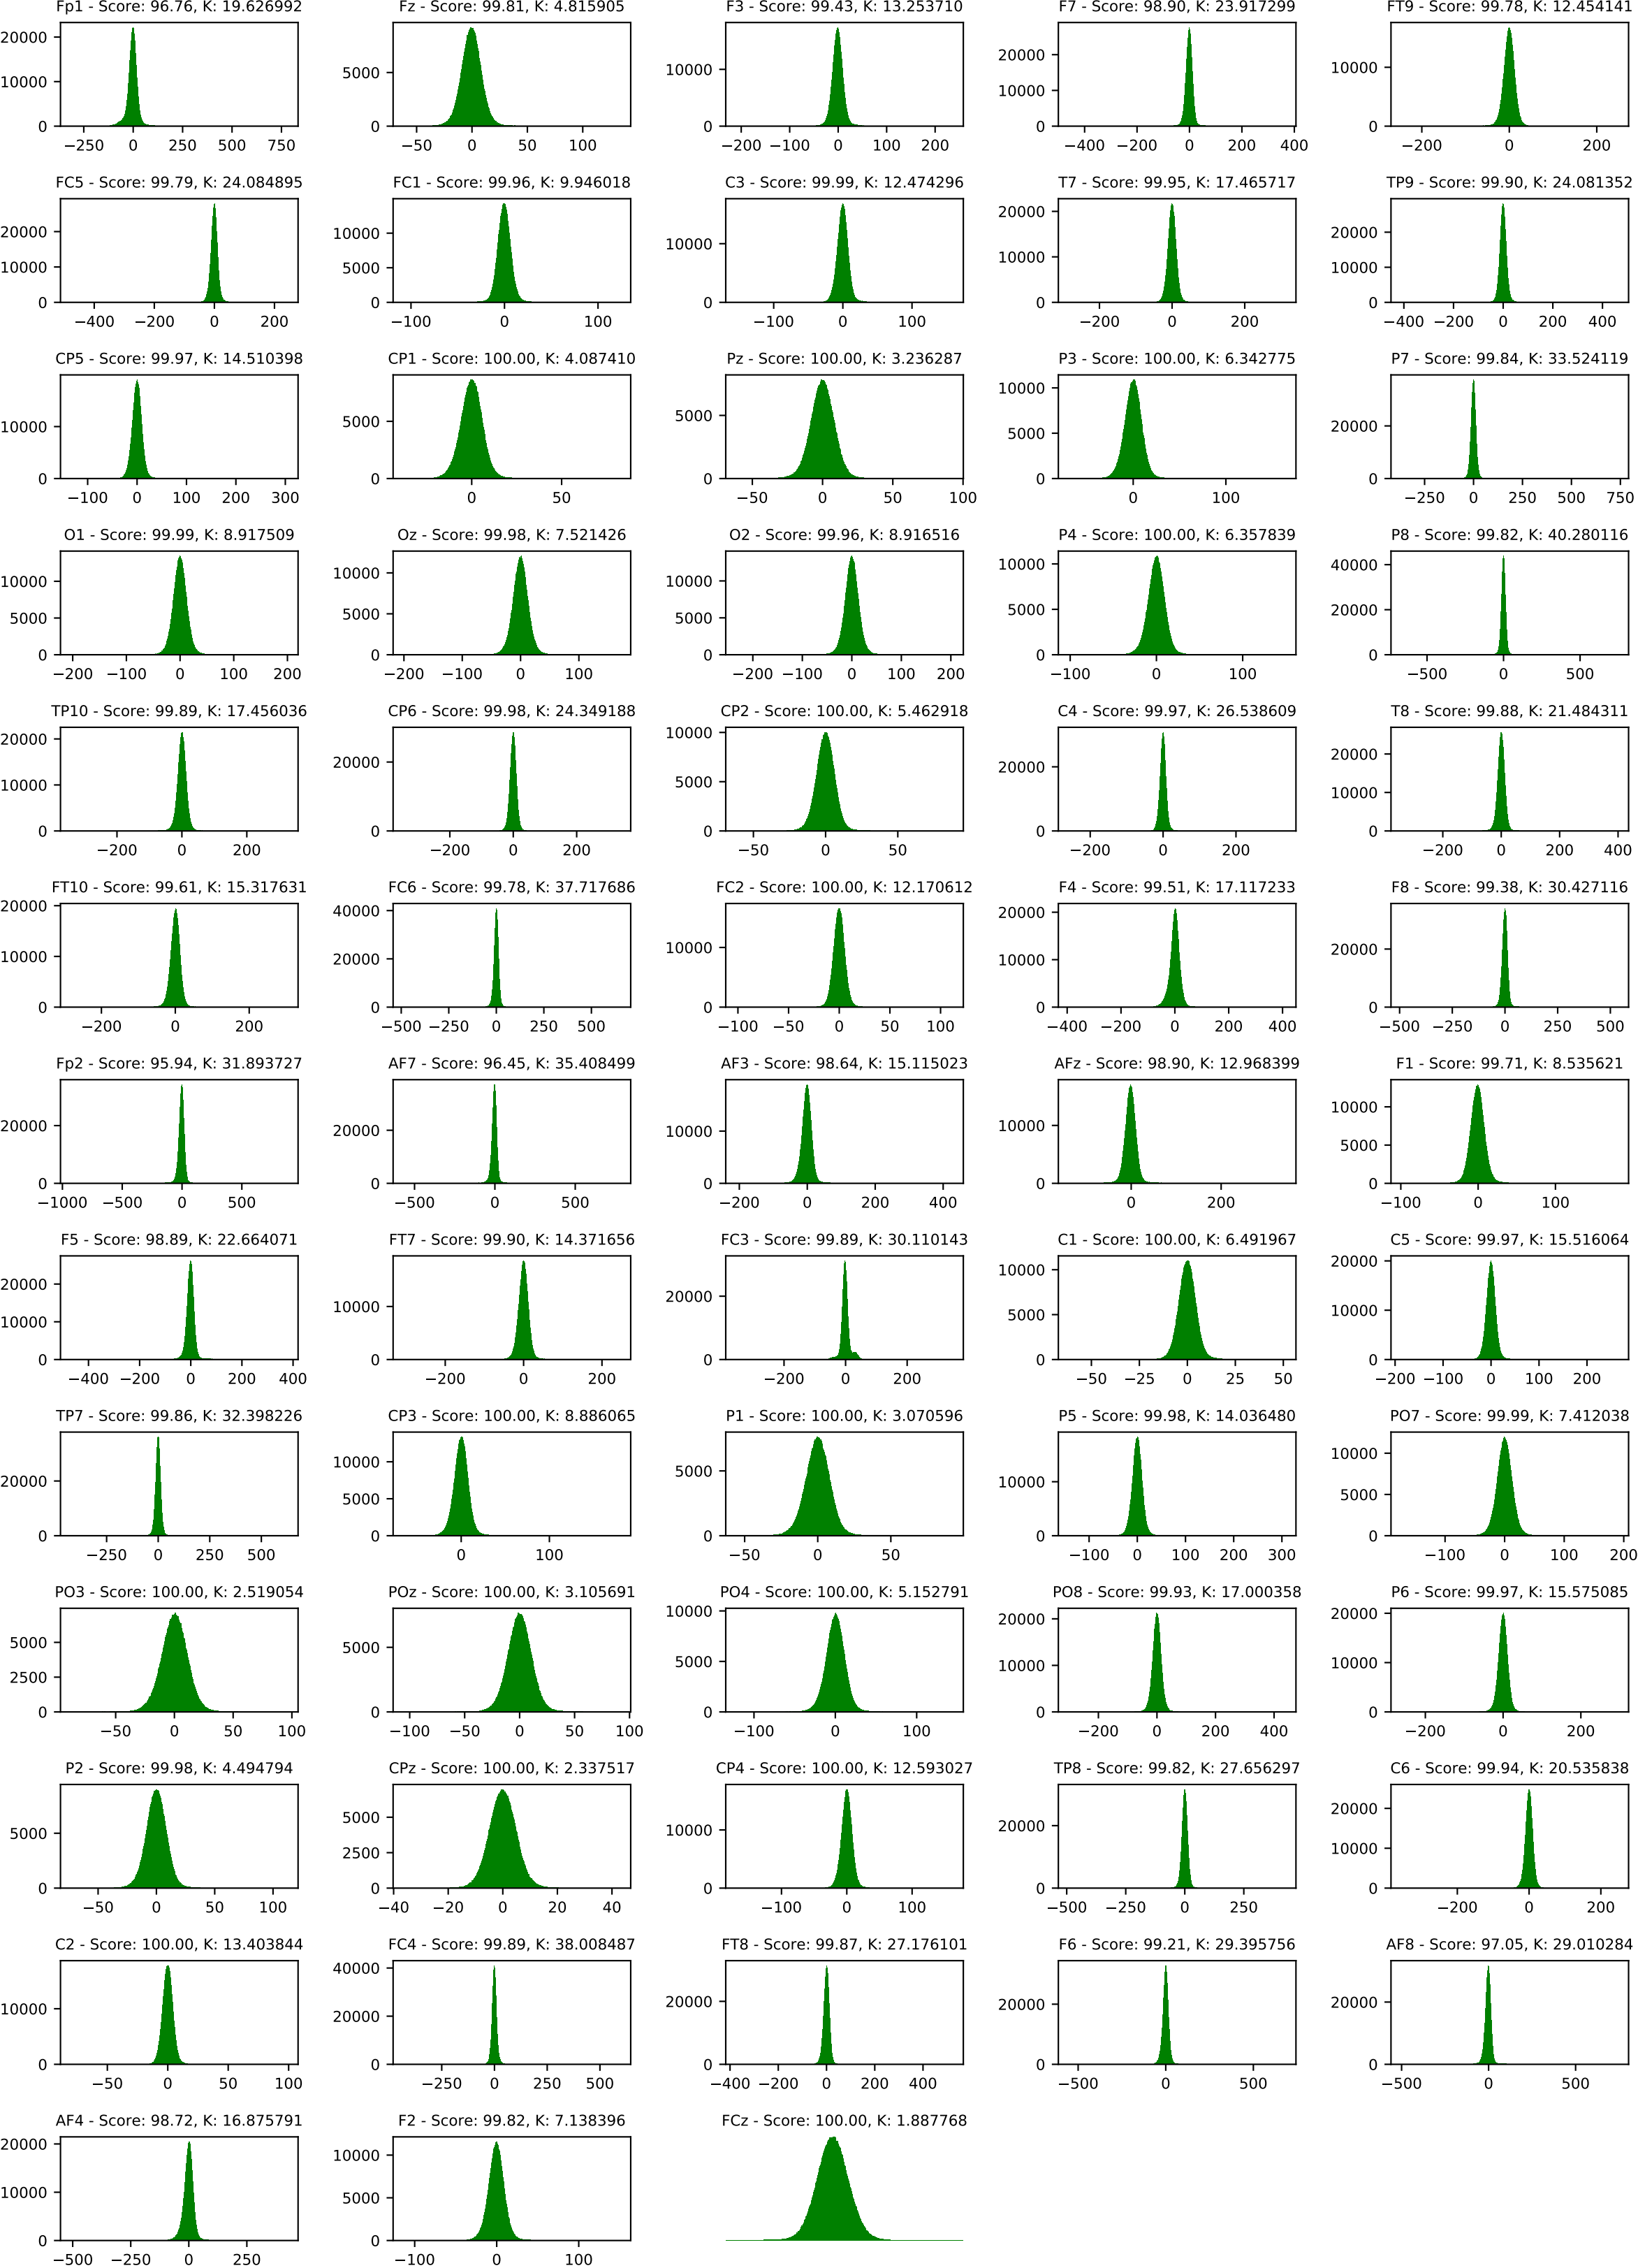 Fp1 - Score: 96.76, K: 19.626992 Fz - Score: 99.81, K: 4.815905 F3 - Score: 99.43, K: 13.253710 F7 - Score: 98.90, K: 23.917299 FT9 - Score: 99.78, K: 12.454141
20000 10000 0 5000 0 10000 0 20000 10000 0 10000 0
−250 0 250 500 750 −50 0 50 100 −200 −100 0 100 200 −400 −200 0 200 400 −200 0 200
FC5 - Score: 99.79, K: 24.084895 FC1 - Score: 99.96, K: 9.946018 C3 - Score: 99.99, K: 12.474296 T7 - Score: 99.95, K: 17.465717 TP9 - Score: 99.90, K: 24.081352
20000 10000 0 10000 5000 0 10000 0 20000 10000 0 20000 10000 0
−400 −200 0 200 −100 0 100 −100 0 100 −200 0 200 −400 −200 0 200 400
CP5 - Score: 99.97, K: 14.510398 CP1 - Score: 100.00, K: 4.087410 Pz - Score: 100.00, K: 3.236287 P3 - Score: 100.00, K: 6.342775 P7 - Score: 99.84, K: 33.524119
10000 0 5000 0 5000 0 10000 5000 0 20000 0
−100 0 100 200 300 0 50 −50 0 50 100 0 100 −250 0 250 500 750
O1 - Score: 99.99, K: 8.917509 Oz - Score: 99.98, K: 7.521426 O2 - Score: 99.96, K: 8.916516 P4 - Score: 100.00, K: 6.357839 P8 - Score: 99.82, K: 40.280116
10000 5000 0 10000 5000 0 10000 5000 0 10000 5000 0 40000 20000 0
−200 −100 0 100 200 −200 −100 0 100 −200 −100 0 100 200 −100 0 100 −500 0 500
TP10 - Score: 99.89, K: 17.456036 CP6 - Score: 99.98, K: 24.349188 CP2 - Score: 100.00, K: 5.462918 C4 - Score: 99.97, K: 26.538609 T8 - Score: 99.88, K: 21.484311
20000 10000 0 20000 0 10000 5000 0 20000 0 20000 10000 0
−200 0 200 −200 0 200 −50 0 50 −200 0 200 −200 0 200 400
FT10 - Score: 99.61, K: 15.317631 FC6 - Score: 99.78, K: 37.717686 FC2 - Score: 100.00, K: 12.170612 F4 - Score: 99.51, K: 17.117233 F8 - Score: 99.38, K: 30.427116
20000 10000 0 40000 20000 0 10000 0 20000 10000 0 20000 0
−200 0 200 −500 −250 0 250 500 −100 −50 0 50 100 −400 −200 0 200 400 −500 −250 0 250 500
Fp2 - Score: 95.94, K: 31.893727 AF7 - Score: 96.45, K: 35.408499 AF3 - Score: 98.64, K: 15.115023 AFz - Score: 98.90, K: 12.968399 F1 - Score: 99.71, K: 8.535621
20000 0 20000 0 10000 0 10000 0 10000 5000 0
−1000 −500 0 500 −500 0 500 −200 0 200 400 0 200 −100 0 100
F5 - Score: 98.89, K: 22.664071 FT7 - Score: 99.90, K: 14.371656 FC3 - Score: 99.89, K: 30.110143 C1 - Score: 100.00, K: 6.491967 C5 - Score: 99.97, K: 15.516064
20000 10000 0 10000 0 20000 0 10000 5000 0 20000 10000 0
−400 −200 0 200 400 −200 0 200 −200 0 200 −50 −25 0 25 50 −200 −100 0 100 200
TP7 - Score: 99.86, K: 32.398226 CP3 - Score: 100.00, K: 8.886065 P1 - Score: 100.00, K: 3.070596 P5 - Score: 99.98, K: 14.036480 PO7 - Score: 99.99, K: 7.412038
20000 0 10000 5000 0 5000 0 10000 0 10000 5000 0
−250 0 250 500 0 100 −50 0 50 −100 0 100 200 300 −100 0 100 200
PO3 - Score: 100.00, K: 2.519054 POz - Score: 100.00, K: 3.105691 PO4 - Score: 100.00, K: 5.152791 PO8 - Score: 99.93, K: 17.000358 P6 - Score: 99.97, K: 15.575085
5000 2500 0 5000 0 10000 5000 0 20000 10000 0 20000 10000 0
−50 0 50 100 −100 −50 0 50 100 −100 0 100 −200 0 200 400 −200 0 200
P2 - Score: 99.98, K: 4.494794 CPz - Score: 100.00, K: 2.337517 CP4 - Score: 100.00, K: 12.593027 TP8 - Score: 99.82, K: 27.656297 C6 - Score: 99.94, K: 20.535838
5000 0 5000 2500 0 10000 0 20000 0 20000 10000 0
−50 0 50 100 −40 −20 0 20 40 −100 0 100 −500 −250 0 250 −200 0 200
C2 - Score: 100.00, K: 13.403844 FC4 - Score: 99.89, K: 38.008487 FT8 - Score: 99.87, K: 27.176101 F6 - Score: 99.21, K: 29.395756 AF8 - Score: 97.05, K: 29.010284
10000 0 40000 20000 0 20000 0 20000 0 20000 0
−50 0 50 100 −250 0 250 500 −400 −200 0 200 400 −500 0 500 −500 0 500
AF4 - Score: 98.72, K: 16.875791 F2 - Score: 99.82, K: 7.138396 FCz - Score: 100.00, K: 1.887768
20000 10000 0 10000 5000 0
−500 −250 0 250 −100 0 100